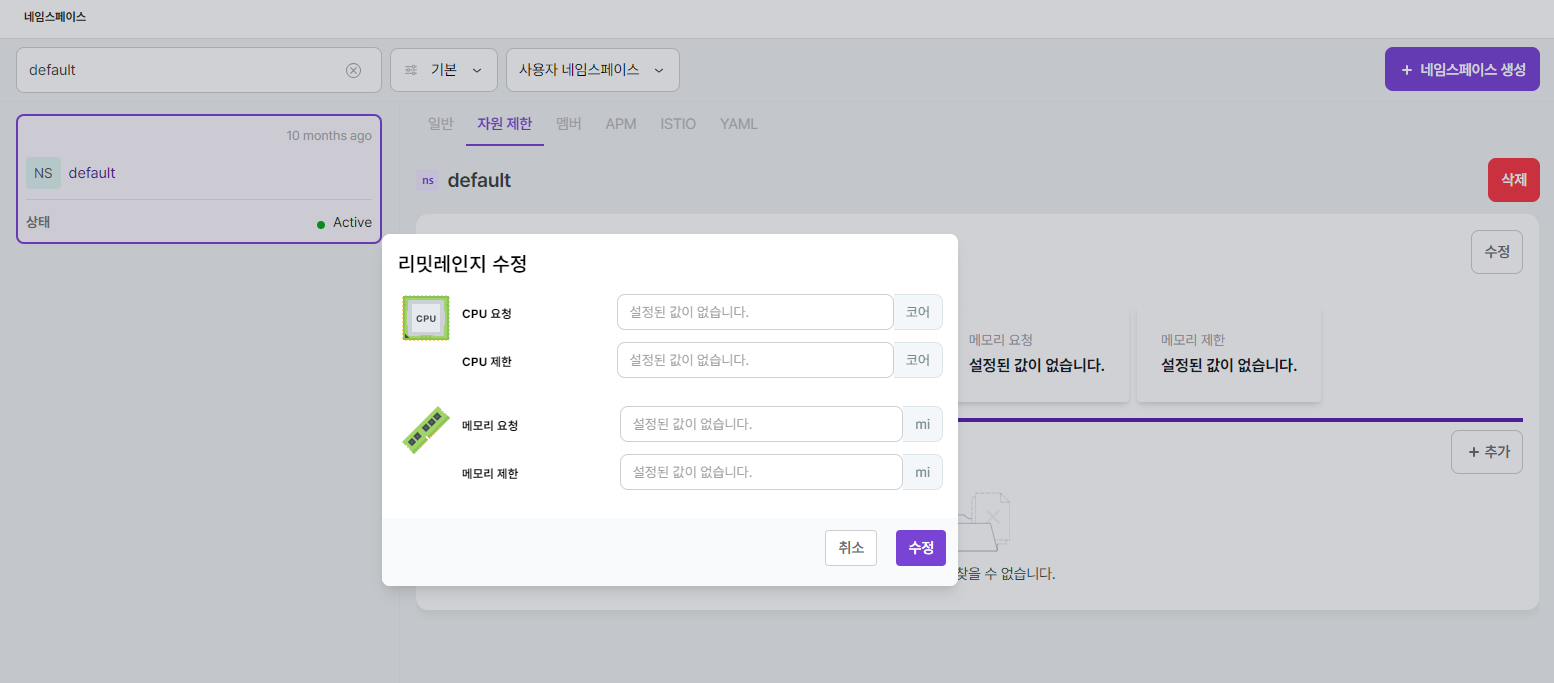 네임스페이스
default
기본
사용자 네임스페이스
+ 네임스페이스 생성
10 months ago
NS default
상태 Active
일반 자원 제한 멤버 APM ISTIO YAML
ns default
삭제
수정
리밋레인지 수정
CPU
CPU 요청 설정된 값이 없습니다. 코어
CPU 제한 설정된 값이 없습니다. 코어
메모리 요청 설정된 값이 없습니다. mi
메모리 제한 설정된 값이 없습니다. mi
취소 수정
메모리 요청
설정된 값이 없습니다.
메모리 제한
설정된 값이 없습니다.
+ 추가
찾을 수 없습니다.